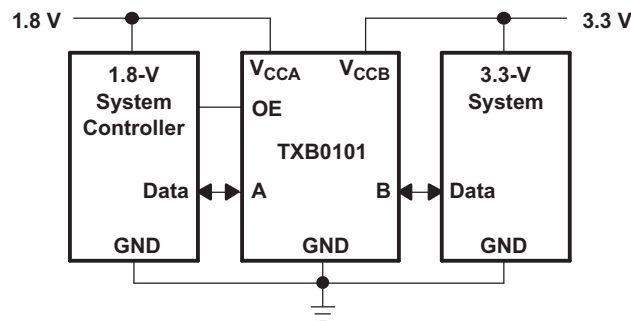 1.8 V
3.3 V
1.8-V
System
Controller
Data
GND
VCCA
VCCB
OE
TXB0101
A
B
GND
3.3-V
System
Data
GND